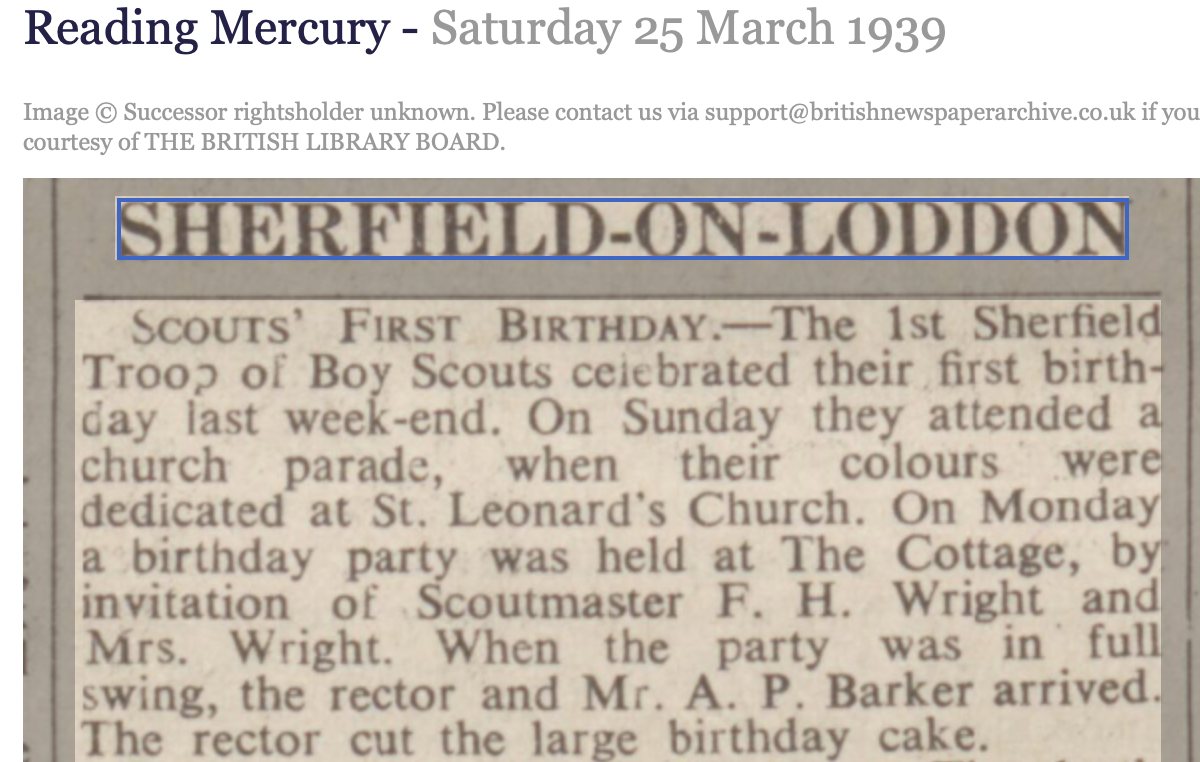 Reading Mercury - Saturday 25 March 1939
Image © Successor rightsholder unknown. Please contact us via support@britishnewspaperarchive.co.uk if you
courtesy of THE BRITISH LIBRARY BOARD.
SHERFIELD-ON-LODDON
SCOUTS' FIRST BIRTHDAY.—The 1st Sherfield
Troop of Boy Scouts celebrated their first birth-
day last week-end. On Sunday they attended a
church parade, when their colours were
dedicated at St. Leonard's Church. On Monday
a birthday party was held at The Cottage, by
invitation of Scoutmaster F. H. Wright and
Mrs. Wright. When the party was in full
swing, the rector and Mr. A. P. Barker arrived.
The rector cut the large birthday cake.